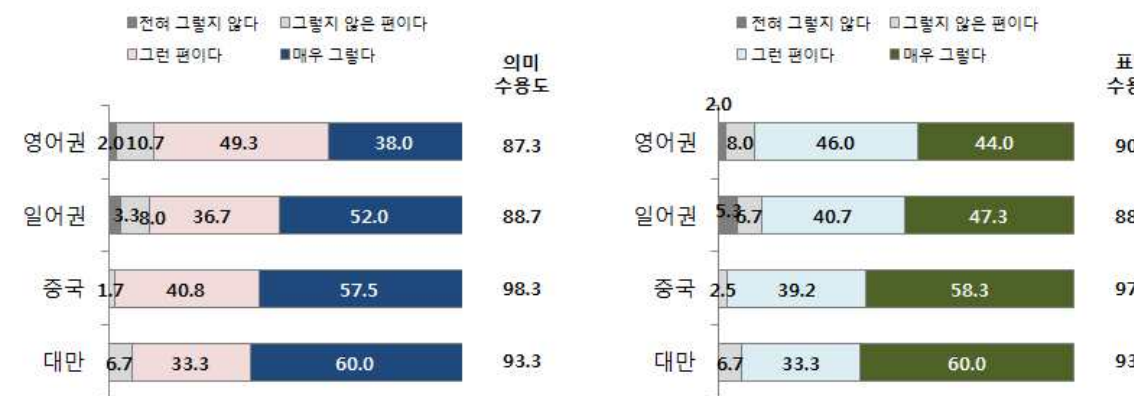 전혀 그렇지 않다 그렇지 않은 편이다
그런 편이다 매우 그렇다
의미
수용도
영어권 2.0 10.7 49.3 38.0 87.3
일어권 3.3 8.0 36.7 52.0 88.7
중국 1.7 40.8 57.5 98.3
대만 6.7 33.3 60.0 93.3
전혀 그렇지 않다 그렇지 않은 편이다
그런 편이다 매우 그렇다
표
2.0
영어권 8.0 46.0 44.0 90
일어권 5.3 6.7 40.7 47.3 88
중국 2.5 39.2 58.3 97
대만 6.7 33.3 60.0 93